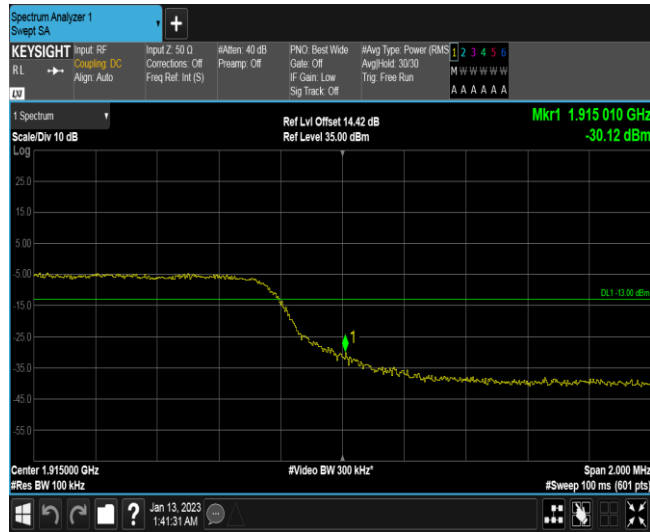 Spectrum Analyzer 1
Swept SA
+
KEYSIGHT
RL
LXI
Input: RF
Coupling: DC
Align: Auto
Input Z: 50 Ω
Corrections: Off
Freq Ref: Int (S)
#Atten: 40 dB
Preamp: Off
PNO: Best Wide
Gate: Off
IF Gain: Low
Sig Track: Off
#Avg Type: Power (RMS
Avg|Hold: 30/30
Trig: Free Run
1 2 3 4 5 6
M W W W W W
A A A A A A
1 Spectrum
Scale/Div 10 dB
Ref Lvl Offset 14.42 dB
Ref Level 35.00 dBm
Mkr1 1.915 010 GHz
-30.12 dBm
Log
25.0
15.0
5.00
-5.00
DL1 -13.00 dBm
-15.0
-25.0
1
-35.0
-45.0
-55.0
Center 1.915000 GHz
#Res BW 100 kHz
#Video BW 300 kHz*
Span 2.000 MHz
#Sweep 100 ms (601 pts)
?
Jan 13, 2023
1:41:31 AM